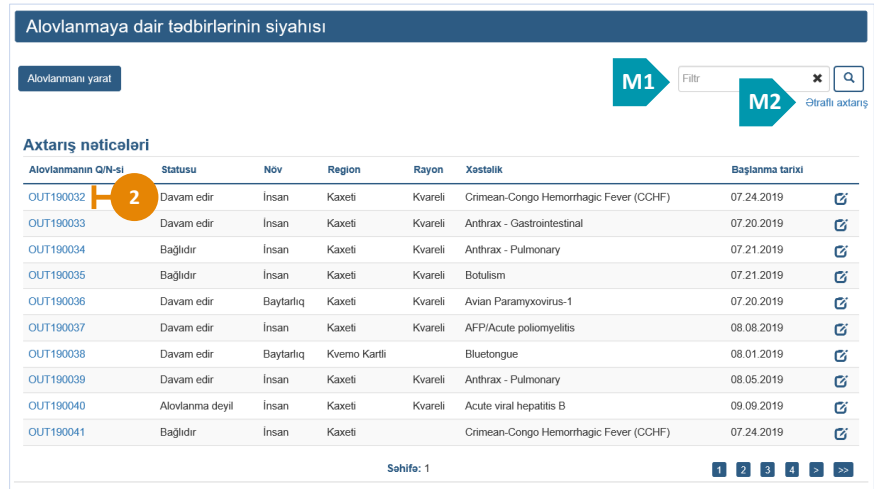 Alovlanmaya dair tədbirlərinin siyahısı
Alovlanmanı yarat
M1
Filtr
M2
Ətraflı axtarış
Axtarış nəticələri
Alovlanmanın Q/N-si Statusu Növ Region Rayon Xəstəlik Başlanma tarixi
OUT190032 2 Davam edir İnsan Kaxeti Kvareli Crimean-Congo Hemorrhagic Fever (CCHF) 07.24.2019
OUT190033 Davam edir İnsan Kaxeti Kvareli Anthrax - Gastrointestinal 07.20.2019
OUT190034 Bağlıdır İnsan Kaxeti Kvareli Anthrax - Pulmonary 07.21.2019
OUT190035 Bağlıdır İnsan Kaxeti Kvareli Botulism 07.21.2019
OUT190036 Davam edir Baytarlıq Kaxeti Kvareli Avian Paramyxovirus-1 07.20.2019
OUT190037 Davam edir İnsan Kaxeti Kvareli AFP/Acute poliomyelitis 08.08.2019
OUT190038 Davam edir Baytarlıq Kvemo Kartli Bluetongue 08.01.2019
OUT190039 Davam edir İnsan Kaxeti Kvareli Anthrax - Pulmonary 08.05.2019
OUT190040 Alovlanma deyil İnsan Kaxeti Kvareli Acute viral hepatitis B 09.09.2019
OUT190041 Bağlıdır İnsan Kaxeti Crimean-Congo Hemorrhagic Fever (CCHF) 07.24.2019
Səhifə: 1 1 2 3 4 > >>